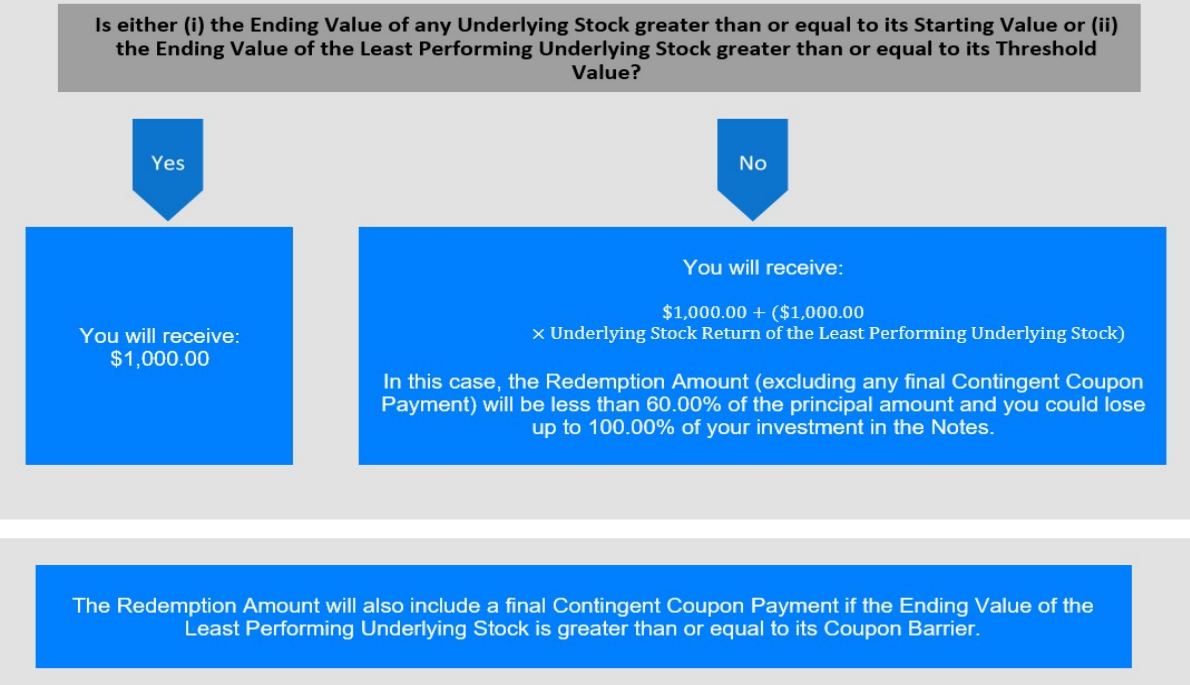 Is either (i) the Ending Value of any Underlying Stock greater than or equal to its Starting Value or (ii)
the Ending Value of the Least Performing Underlying Stock greater than or equal to its Threshold
Value?
Yes
No
You will receive:
$1,000.00
You will receive:
$1,000.00 + ($1,000.00
× Underlying Stock Return of the Least Performing Underlying Stock)
In this case, the Redemption Amount (excluding any final Contingent Coupon
Payment) will be less than 60.00% of the principal amount and you could lose
up to 100.00% of your investment in the Notes.
The Redemption Amount will also include a final Contingent Coupon Payment if the Ending Value of the
Least Performing Underlying Stock is greater than or equal to its Coupon Barrier.